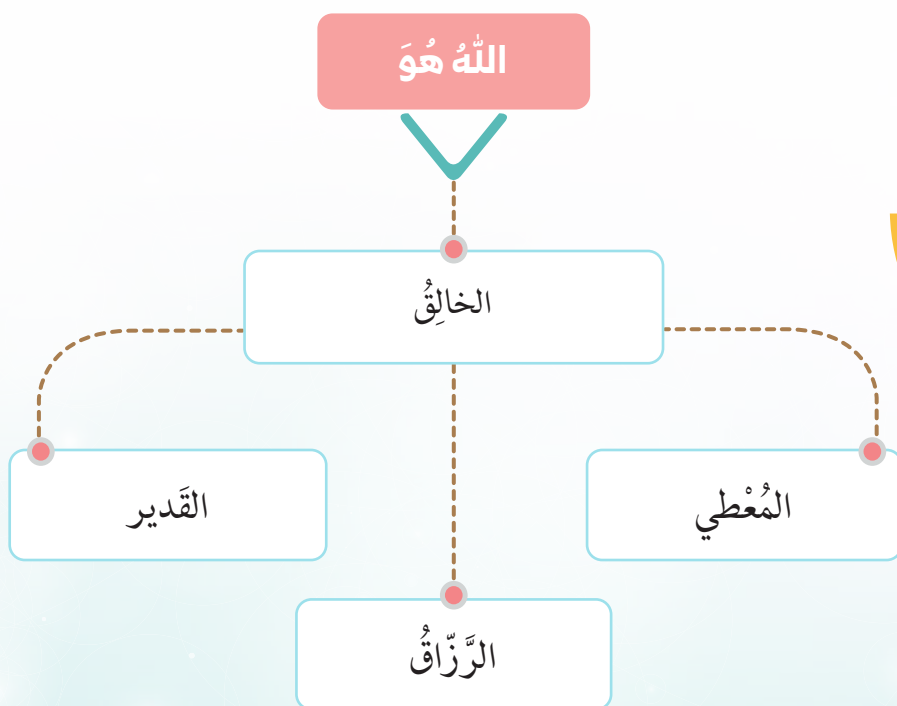 اللّٰهُ هُوَ
الخالِقُ
المُعْطي
القَدير
الرَّزّاقُ